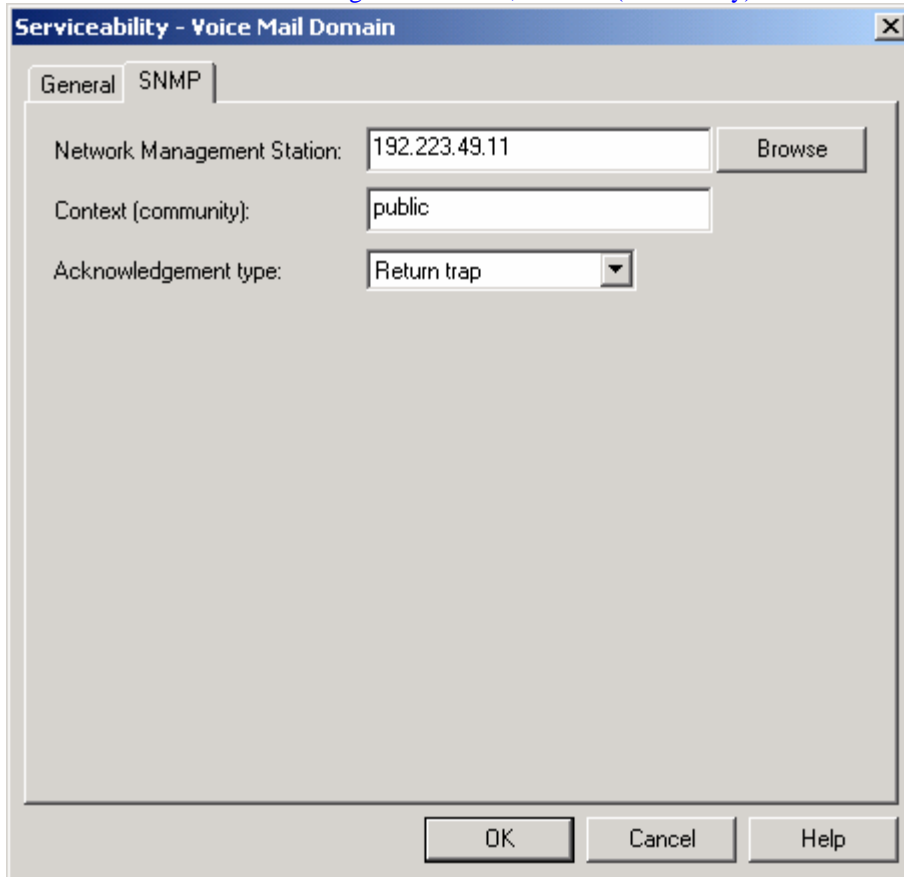 Serviceability - Voice Mail Domain
General SNMP
Network Management Station: 192.223.49.11 Browse
Context (community): public
Acknowledgement type: Return trap
OK Cancel Help